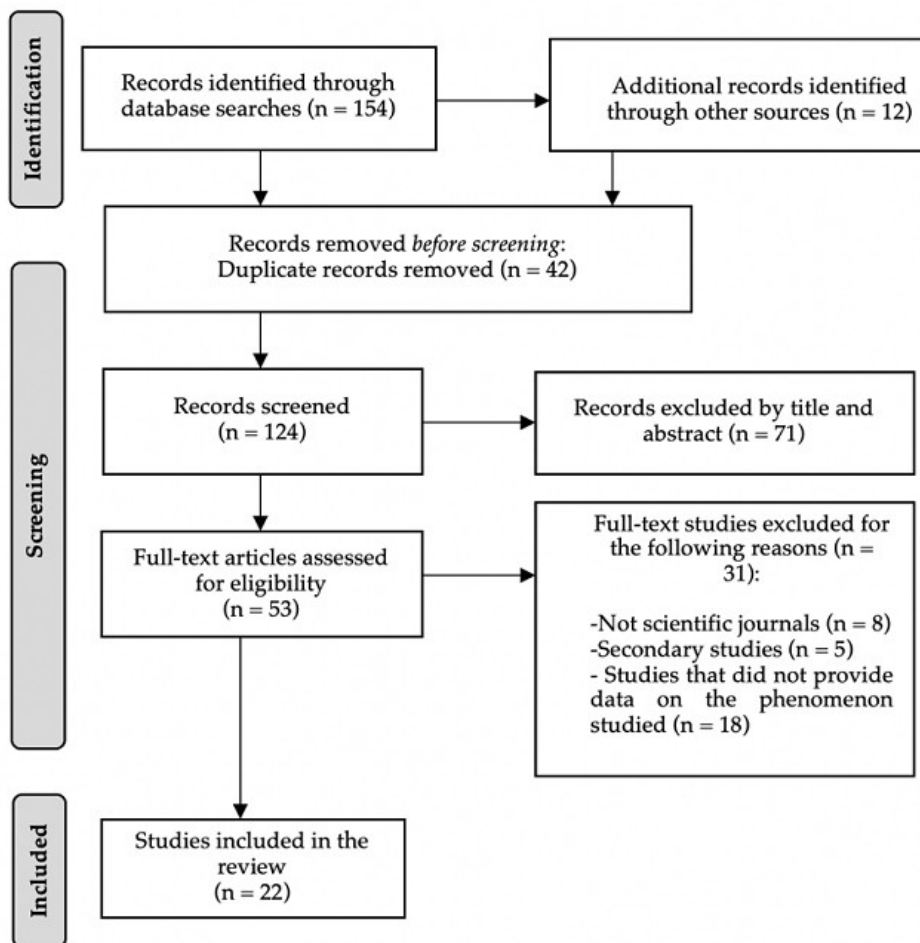 Identification
Records identified through
database searches (n = 154)
Additional records identified
through other sources (n = 12)
Records removed before screening:
Duplicate records removed (n = 42)
Screening
Records screened
(n = 124)
Records excluded by title and
abstract (n = 71)
Full-text articles assessed
for eligibility
(n = 53)
Full-text studies excluded for
the following reasons (n =
31):
-Not scientific journals (n = 8)
-Secondary studies (n = 5)
- Studies that did not provide
data on the phenomenon
studied (n = 18)
Included
Studies included in the
review
(n = 22)